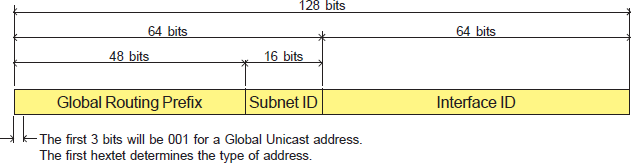 128 bits
64 bits
64 bits
48 bits
16 bits
Global Routing Prefix
Subnet ID
Interface ID
The first 3 bits will be 001 for a Global Unicast address.
The first hextet determines the type of address.